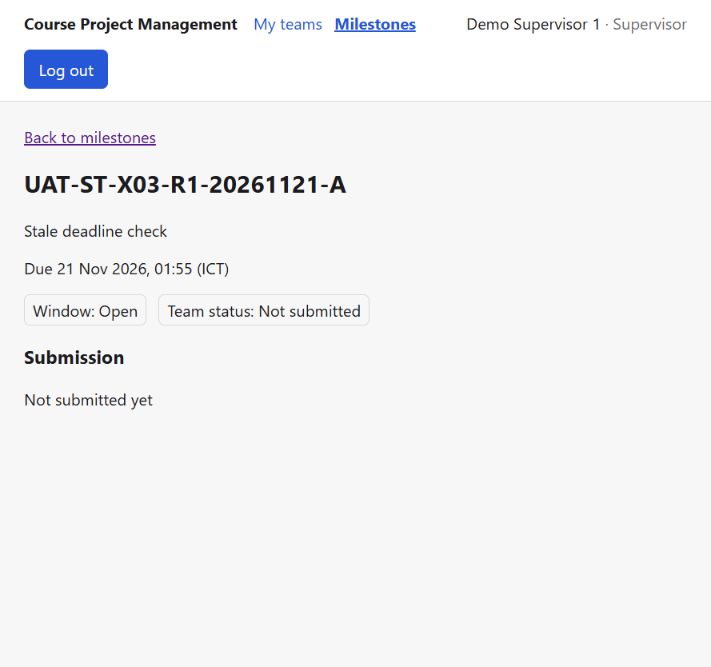 Course Project Management My teams Milestones Demo Supervisor 1 · Supervisor
Log out
Back to milestones
UAT-ST-X03-R1-20261121-A
Stale deadline check
Due 21 Nov 2026, 01:55 (ICT)
Window: Open Team status: Not submitted
Submission
Not submitted yet